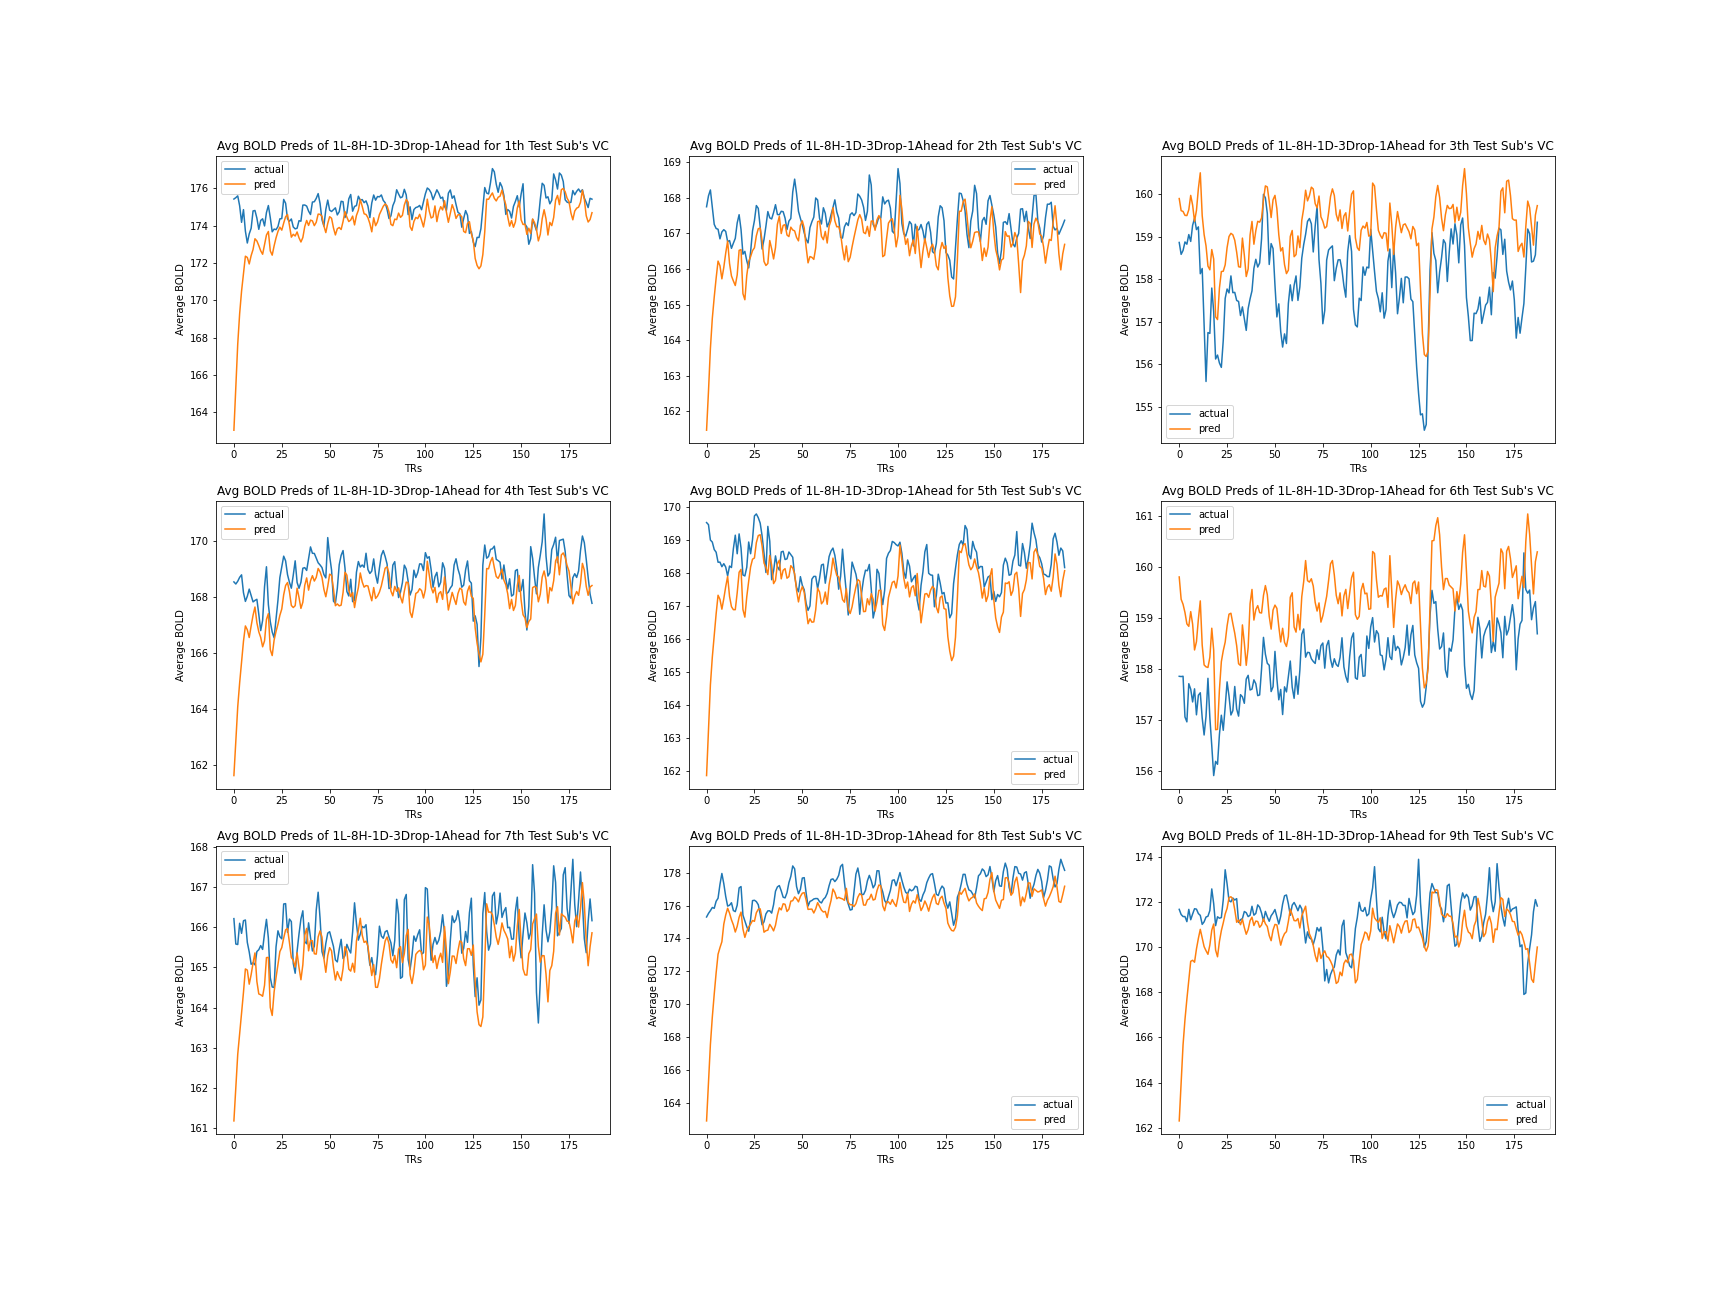 Avg BOLD Preds of 1L-8H-1D-3Drop-1Ahead for 1th Test Sub's VC
actual
pred
176
174
172
170
168
166
164
Average BOLD
0 25 50 75 100 125 150 175
TRs
Avg BOLD Preds of 1L-8H-1D-3Drop-1Ahead for 2th Test Sub's VC
actual
pred
169
168
167
166
165
164
163
162
Average BOLD
0 25 50 75 100 125 150 175
TRs
Avg BOLD Preds of 1L-8H-1D-3Drop-1Ahead for 3th Test Sub's VC
160
159
158
157
156
155
Average BOLD
actual
pred
0 25 50 75 100 125 150 175
TRs
Avg BOLD Preds of 1L-8H-1D-3Drop-1Ahead for 4th Test Sub's VC
actual
pred
170
168
166
164
162
Average BOLD
0 25 50 75 100 125 150 175
TRs
Avg BOLD Preds of 1L-8H-1D-3Drop-1Ahead for 5th Test Sub's VC
170
169
168
167
166
165
164
163
162
Average BOLD
actual
pred
0 25 50 75 100 125 150 175
TRs
Avg BOLD Preds of 1L-8H-1D-3Drop-1Ahead for 6th Test Sub's VC
actual
pred
161
160
159
158
157
156
Average BOLD
0 25 50 75 100 125 150 175
TRs
Avg BOLD Preds of 1L-8H-1D-3Drop-1Ahead for 7th Test Sub's VC
actual
pred
168
167
166
165
164
163
162
161
Average BOLD
0 25 50 75 100 125 150 175
TRs
Avg BOLD Preds of 1L-8H-1D-3Drop-1Ahead for 8th Test Sub's VC
178
176
174
172
170
168
166
164
Average BOLD
actual
pred
0 25 50 75 100 125 150 175
TRs
Avg BOLD Preds of 1L-8H-1D-3Drop-1Ahead for 9th Test Sub's VC
174
172
170
168
166
164
162
Average BOLD
actual
pred
0 25 50 75 100 125 150 175
TRs